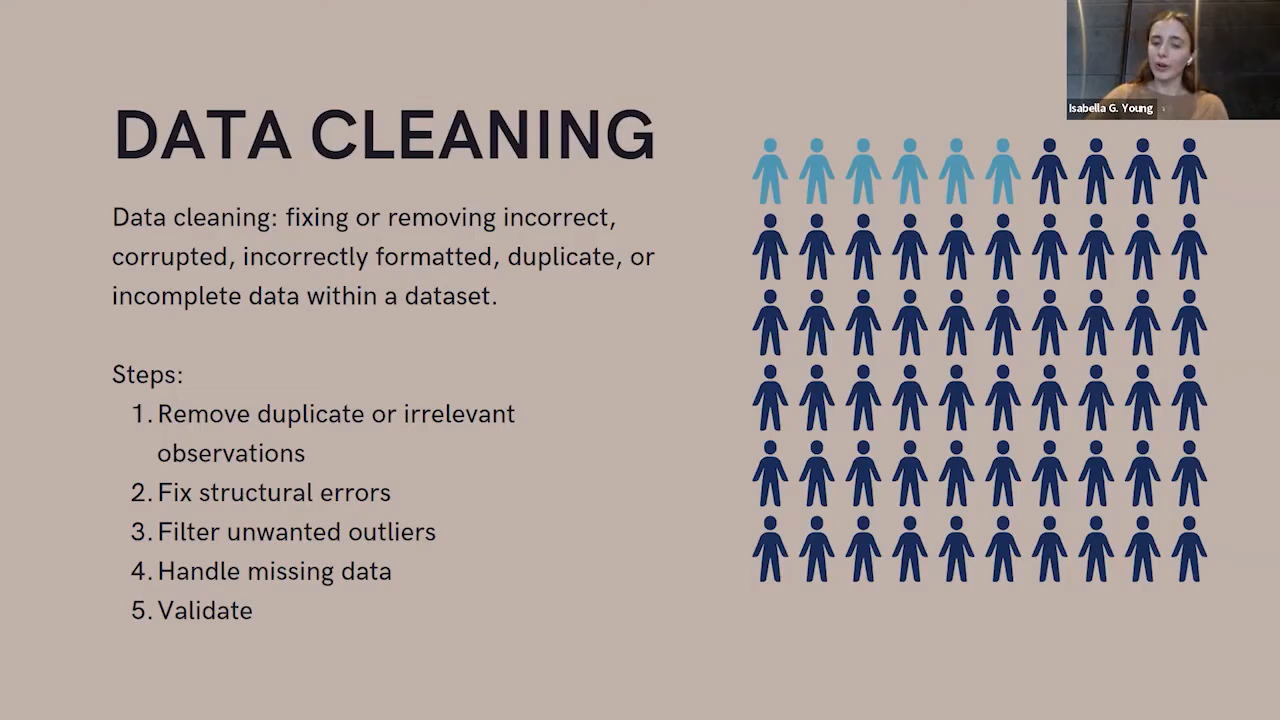 DATA CLEANING
Data cleaning: fixing or removing incorrect,
corrupted, incorrectly formatted, duplicate, or
incomplete data within a dataset.
Steps:
1. Remove duplicate or irrelevant
observations
2. Fix structural errors
3. Filter unwanted outliers
4. Handle missing data
5. Validate
Isabella G. Young